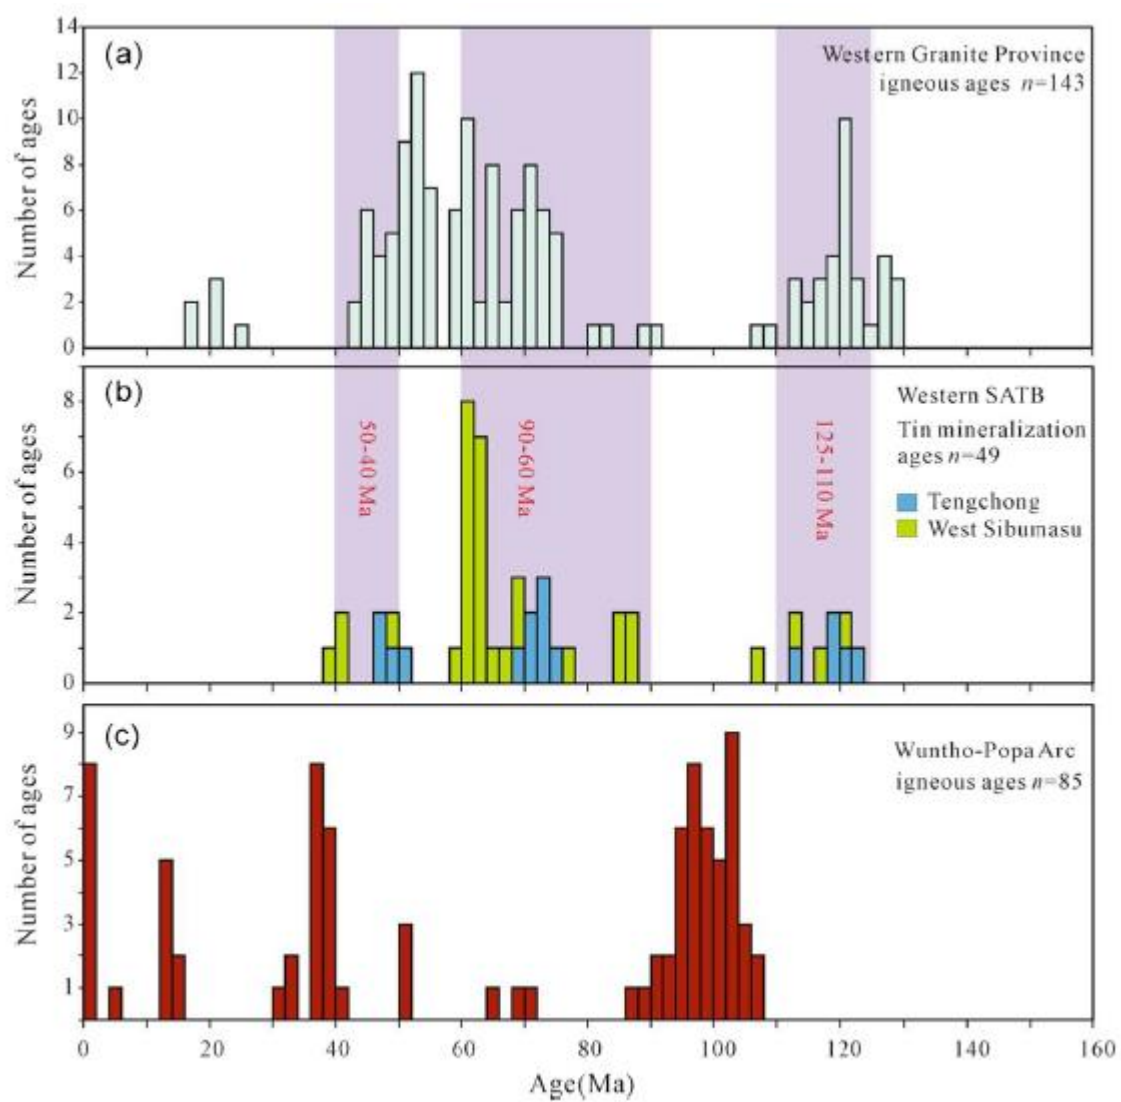 14
12
10
8
6
4
2
0
Number of ages
(a)
Western Granite Province
igneous ages n=143
8
6
4
2
0
Number of ages
(b)
50-40 Ma
90-60 Ma
125-110 Ma
Western SATB
Tin mineralization
ages n=49
Tengchong
West Sibumasu
9
7
5
3
1
Number of ages
(c)
Wuntho-Popa Arc
igneous ages n=85
0 20 40 60 80 100 120 140 160
Age(Ma)